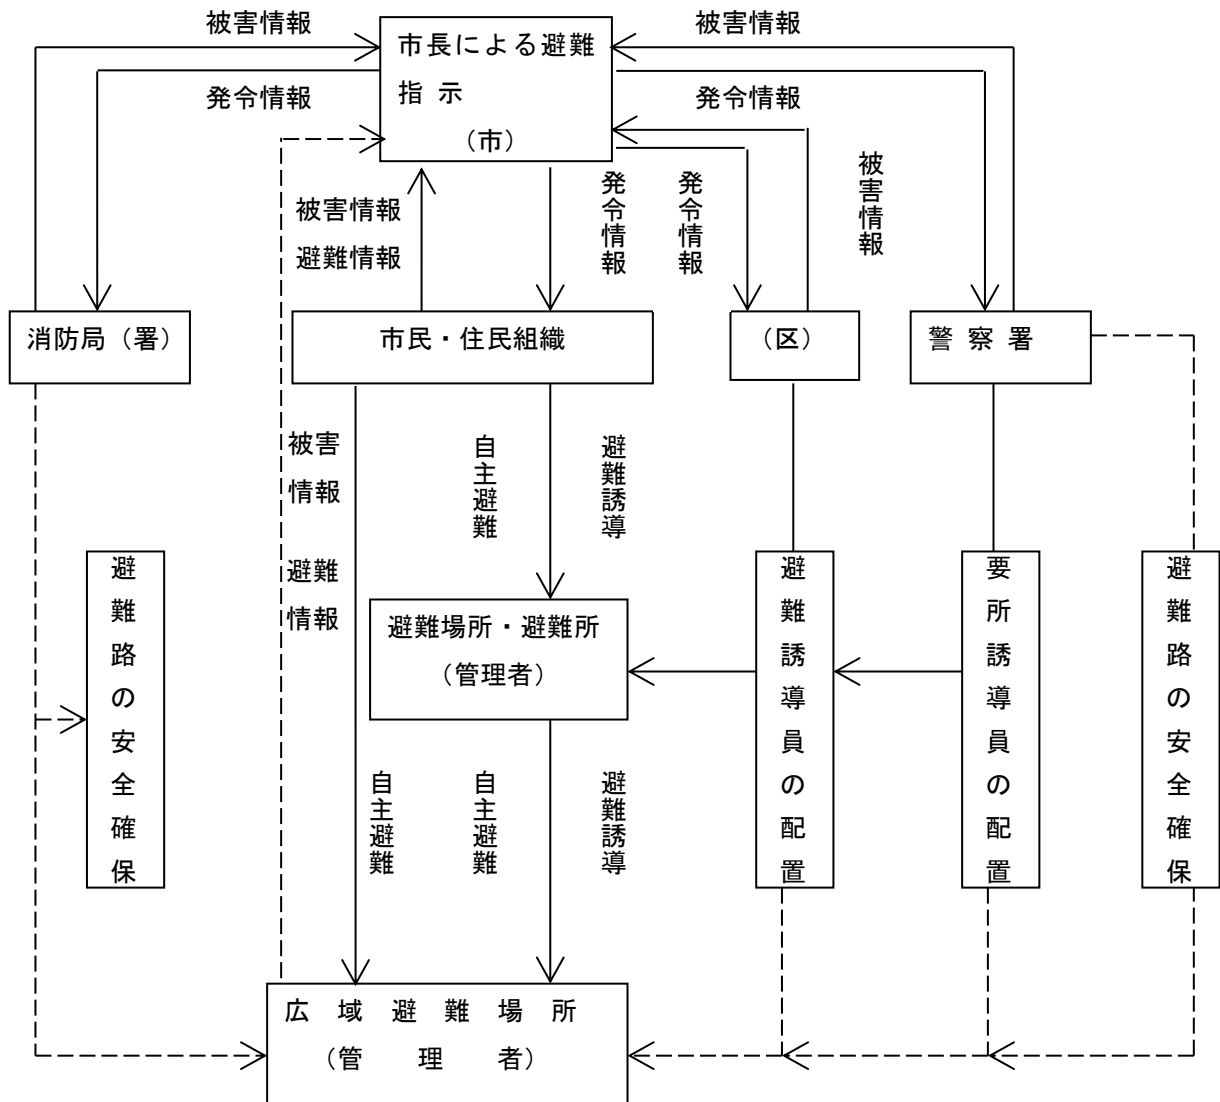 被害情報
被害情報
市長による避難
指 示
（市）
発令情報
発令情報
被害情報
避難情報
発令情報
発令情報
被害情報
消防局（署）
市民・住民組織
（区）
警 察 署
被害
情報
避難
情報
自主避難
避難誘導
避難路の安全確保
避難場所・避難所
（管理者）
避難誘導員の配置
要所誘導員の配置
避難路の安全確保
自主避難
自主避難
避難誘導
広 域 避 難 場 所
（管 理 者）